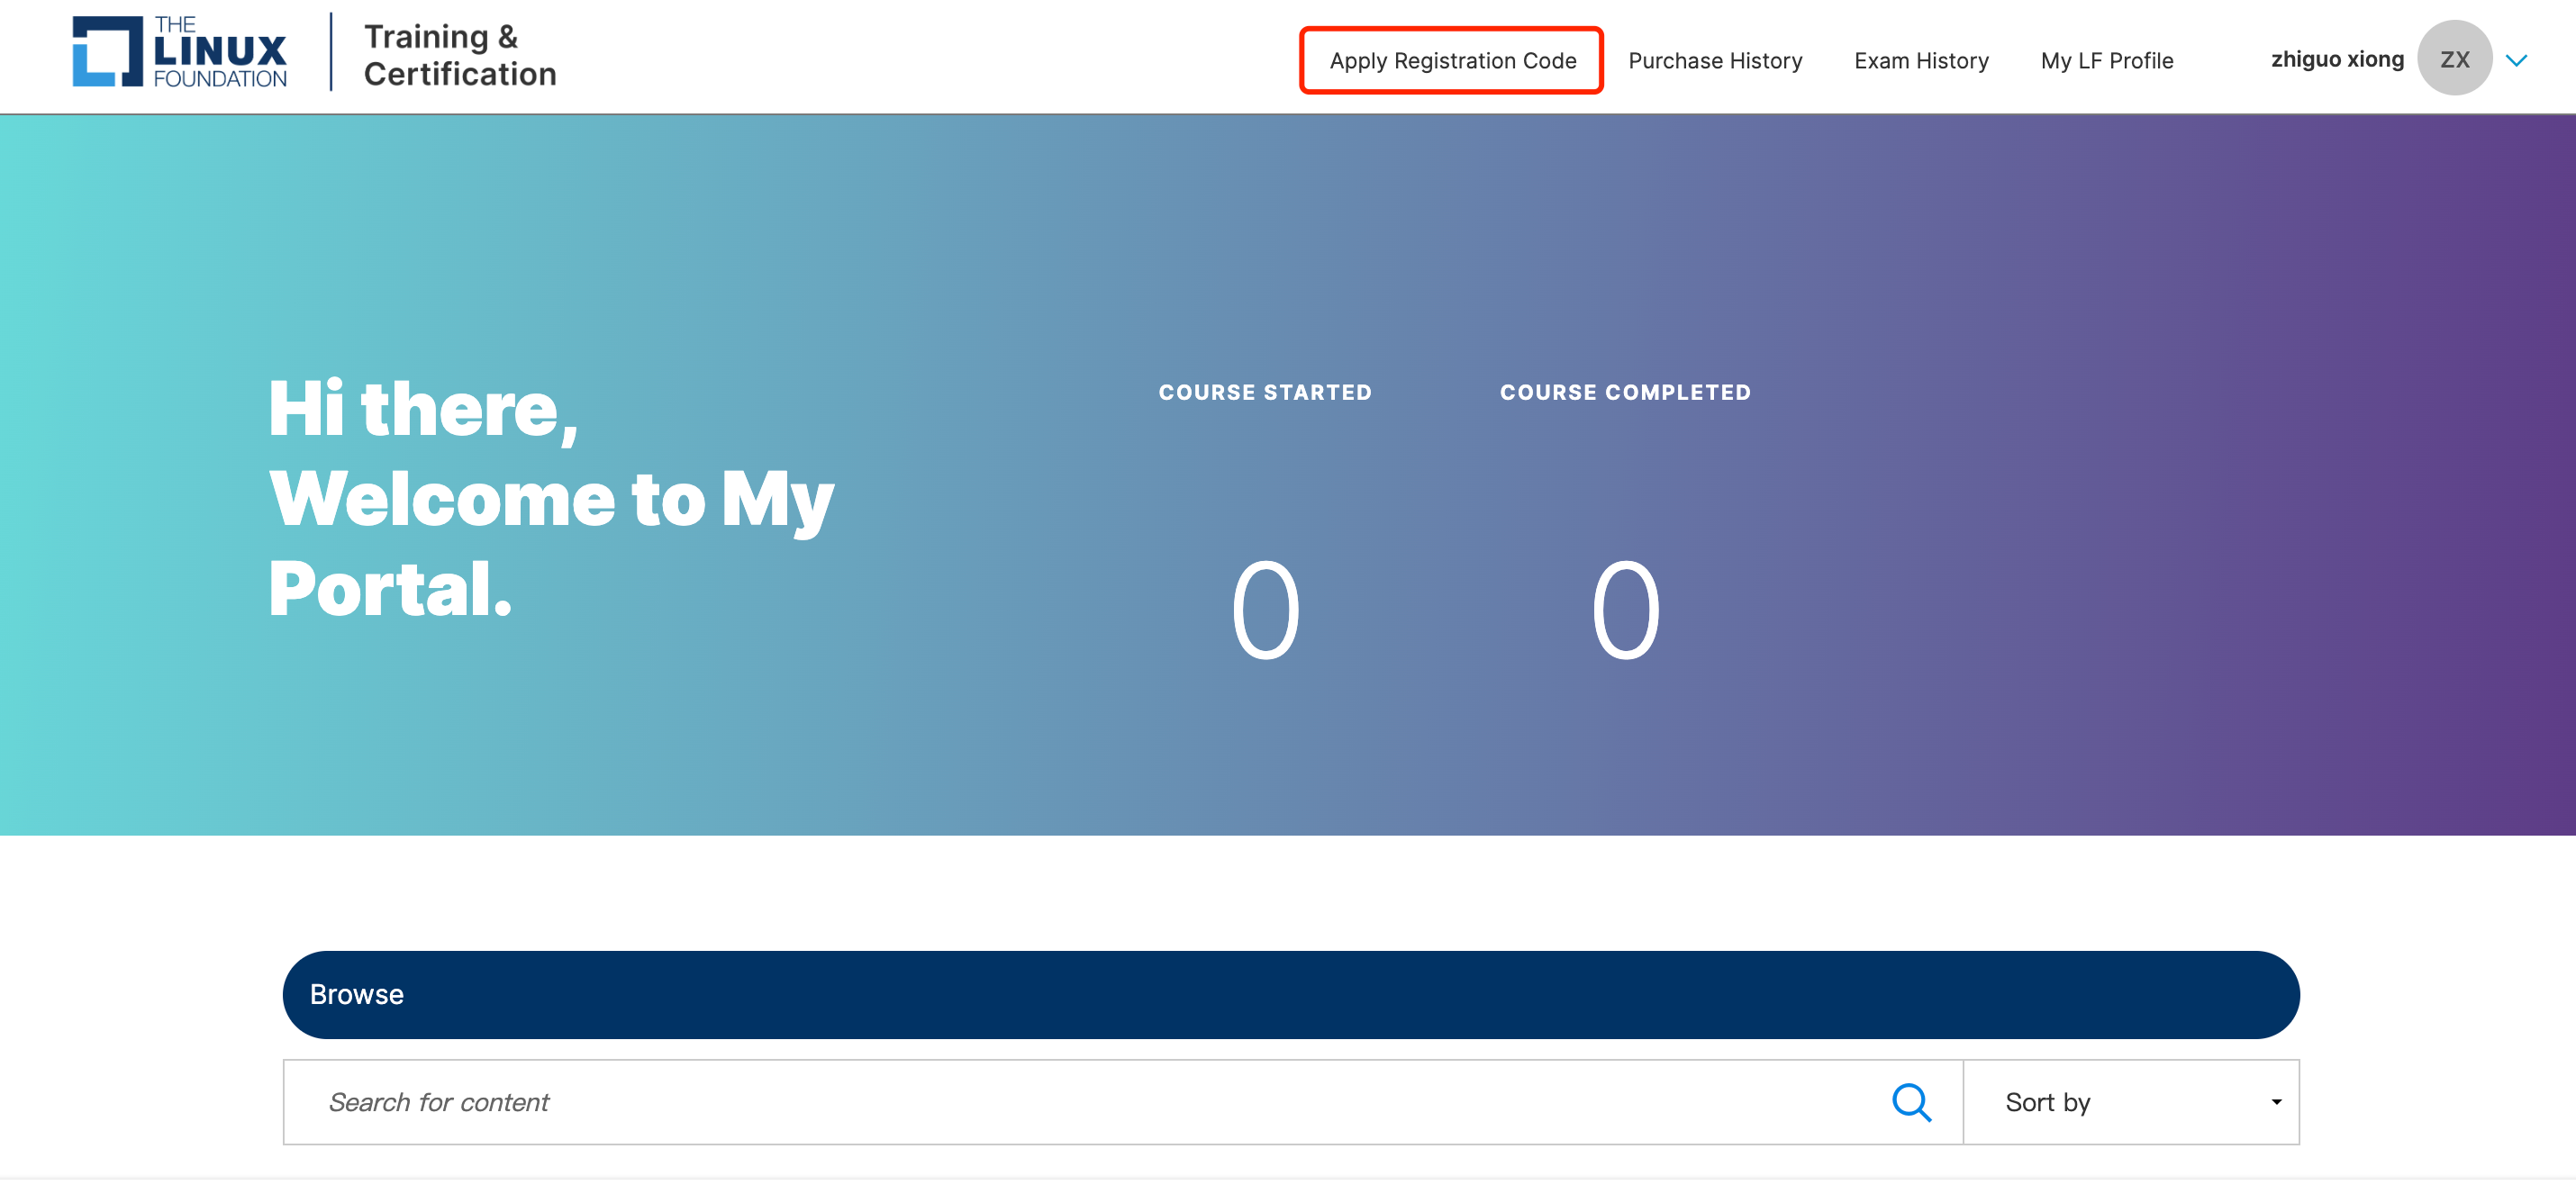 THE
LINUX
FOUNDATION
Training &
Certification
Apply Registration Code
Purchase History
Exam History
My LF Profile
zhiguo xiong
ZX
Hi there,
Welcome to My
Portal.
COURSE STARTED
COURSE COMPLETED
0
0
Browse
Search for content
Sort by